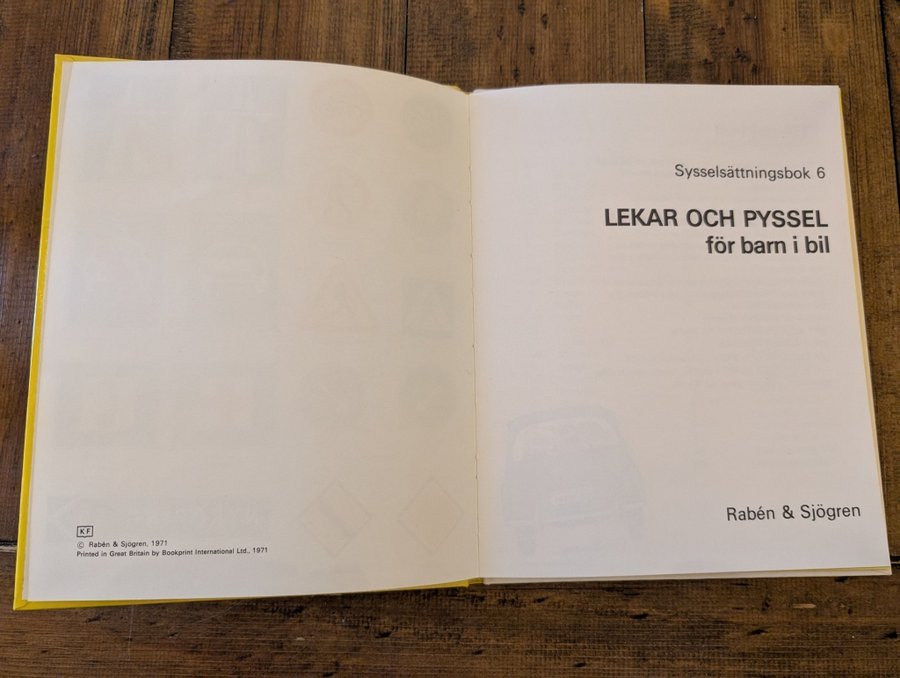 KF
© Rabén & Sjögren, 1971
Printed in Great Britain by Bookprint International Ltd., 1971
Sysselsättningsbok 6
LEKAR OCH PYSSEL
för barn i bil
Rabén & Sjögren